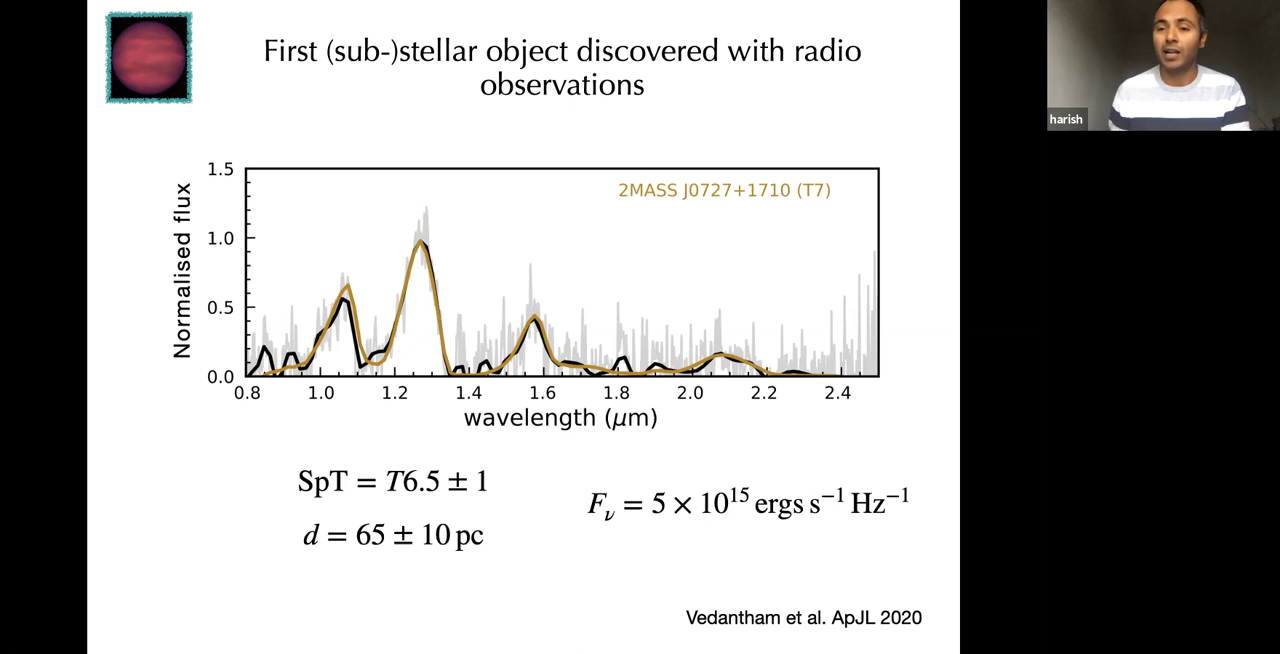 First (sub-)stellar object discovered with radio
observations
harish
1.5
1.0
0.5
0.0
Normalised flux
2MASS J0727+1710 (T7)
0.8 1.0 1.2 1.4 1.6 1.8 2.0 2.2 2.4
wavelength (μm)
SpT = T6.5 ± 1
F_ν = 5 × 10¹⁵ ergs s⁻¹ Hz⁻¹
d = 65 ± 10 pc
Vedantham et al. ApJL 2020